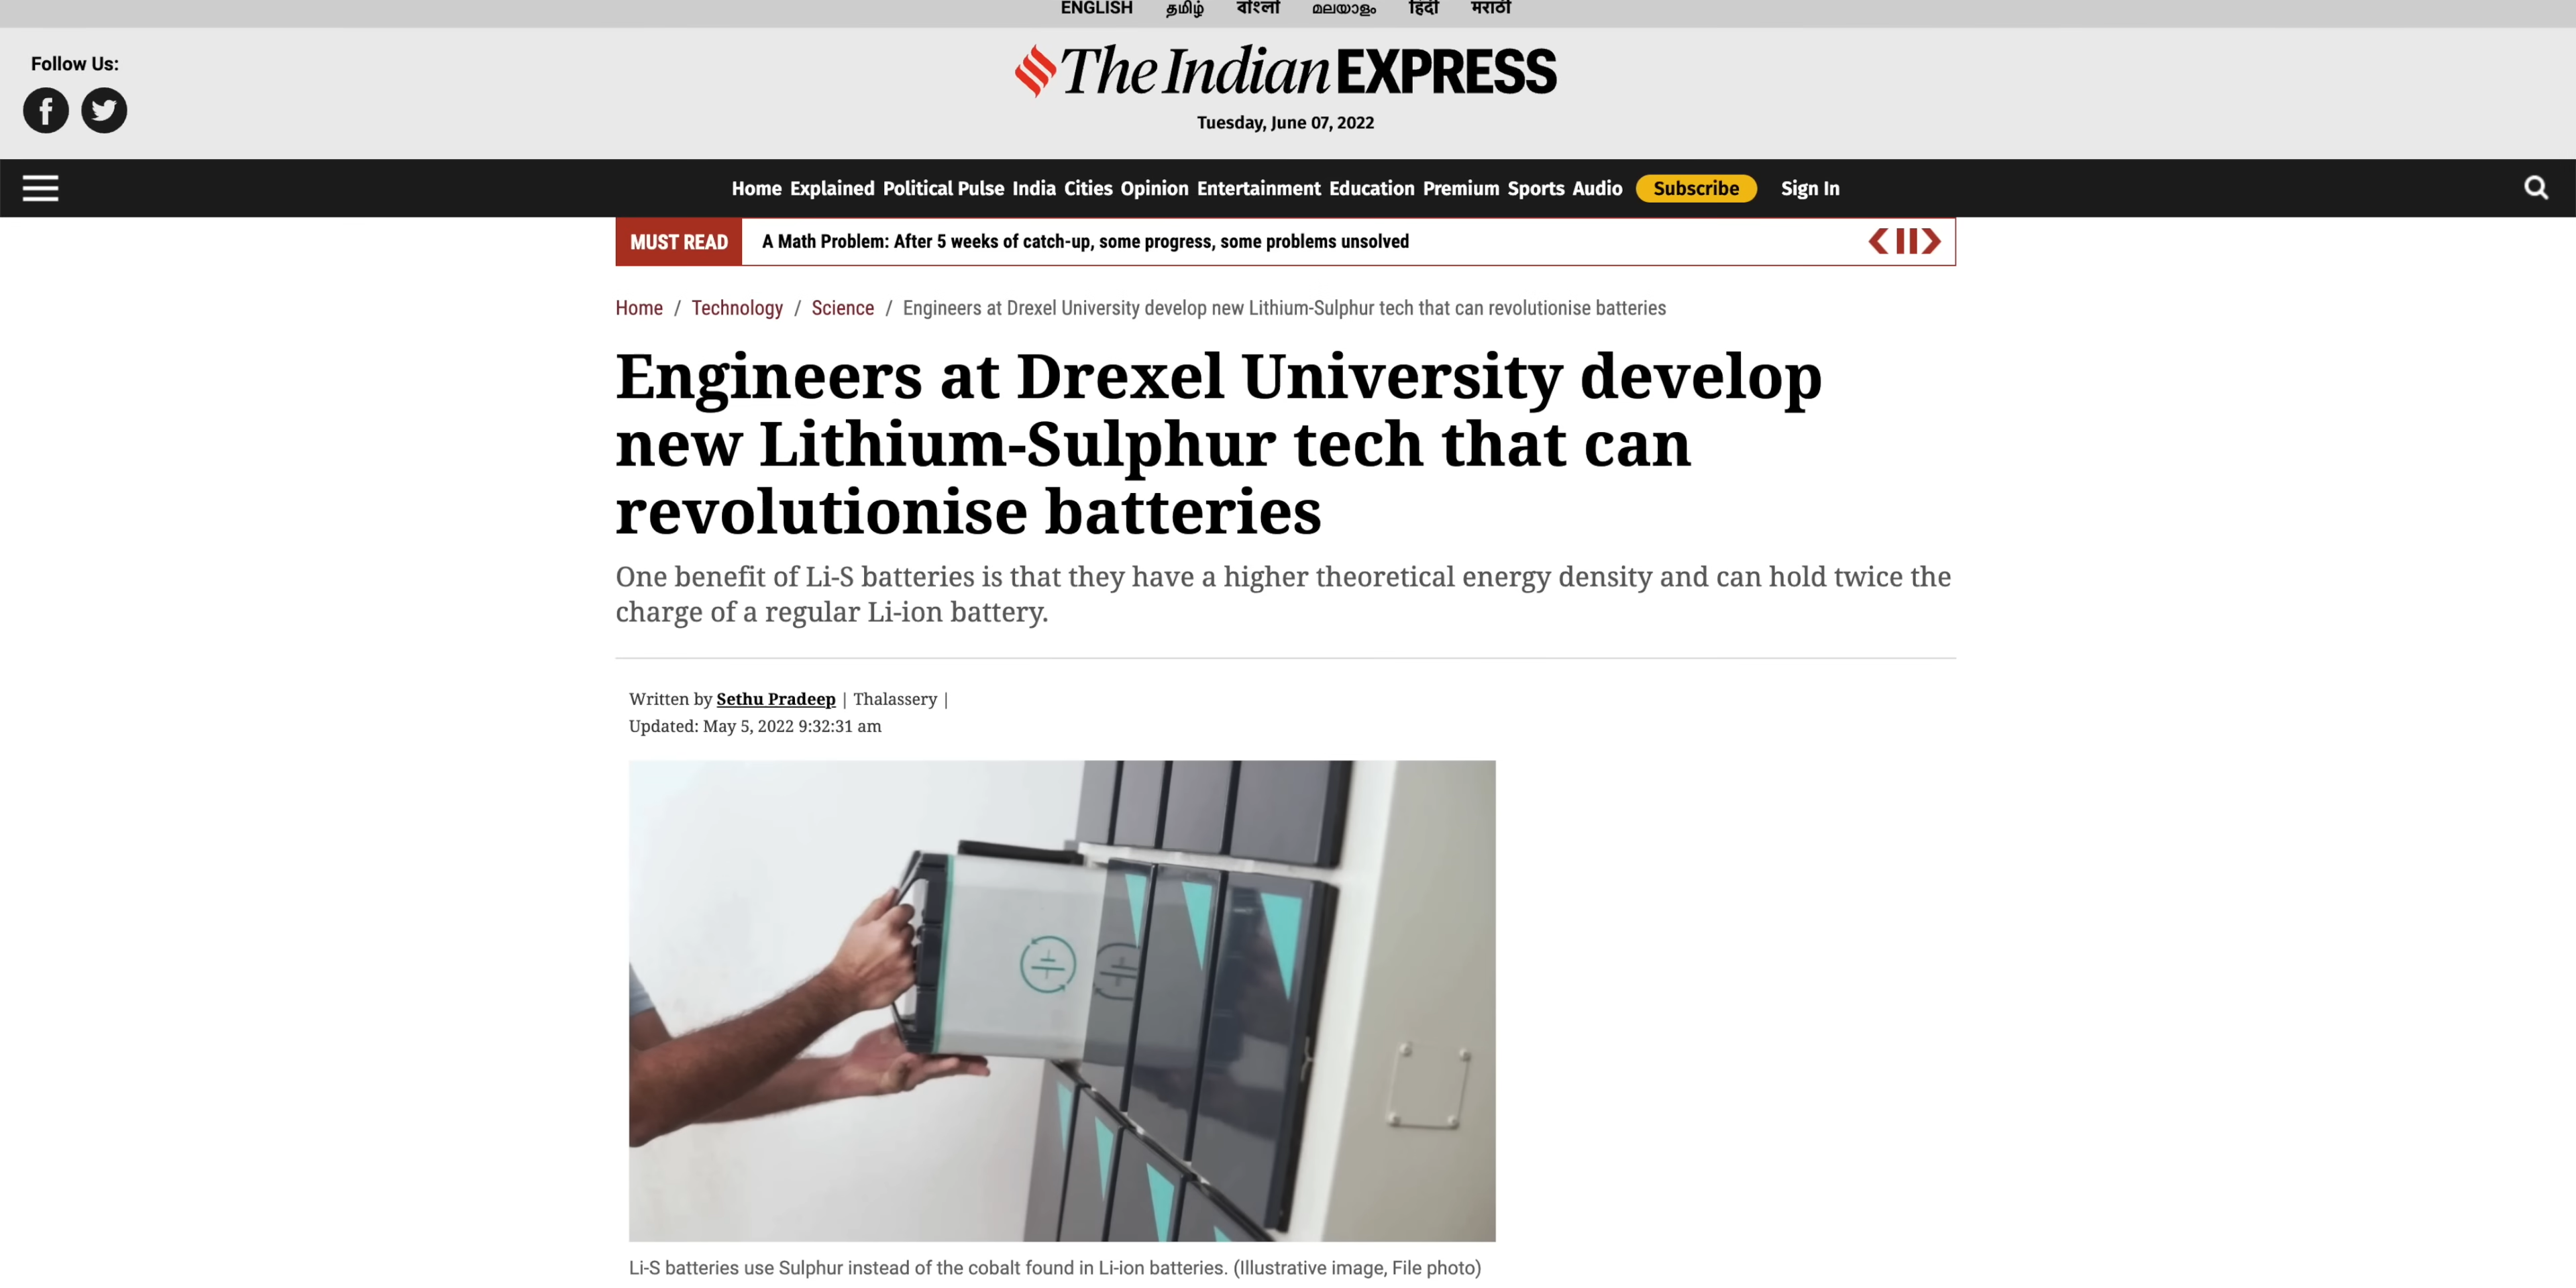 ENGLISH தமிழ் বাংলা മലയാളം हिंदी मराठी
Follow Us:
The Indian EXPRESS
Tuesday, June 07, 2022
Home Explained Political Pulse India Cities Opinion Entertainment Education Premium Sports Audio Subscribe Sign In
MUST READ A Math Problem: After 5 weeks of catch-up, some progress, some problems unsolved
Home / Technology / Science / Engineers at Drexel University develop new Lithium-Sulphur tech that can revolutionise batteries
Engineers at Drexel University develop
new Lithium-Sulphur tech that can
revolutionise batteries
One benefit of Li-S batteries is that they have a higher theoretical energy density and can hold twice the
charge of a regular Li-ion battery.
Written by Sethu Pradeep | Thalassery |
Updated: May 5, 2022 9:32:31 am
Li-S batteries use Sulphur instead of the cobalt found in Li-ion batteries. (Illustrative image, File photo)